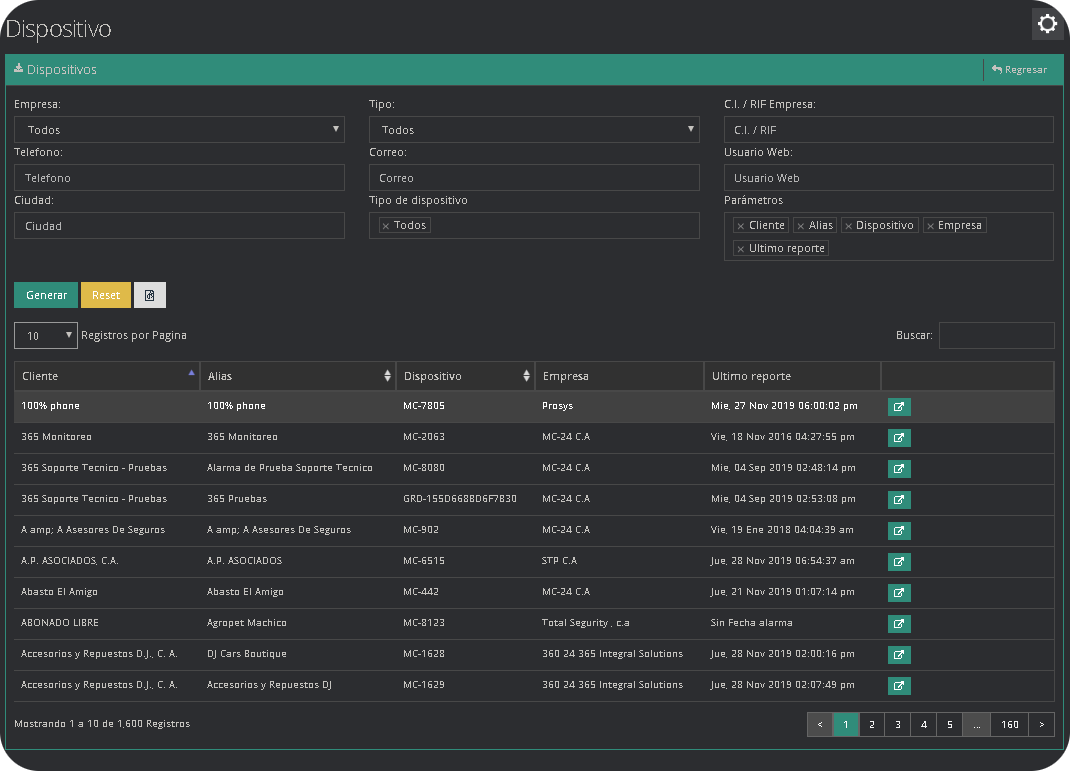 Dispositivo
Dispositivos Regresar
Empresa: Tipo: C.I. / RIF Empresa:
Todos Todos C.I. / RIF
Telefono: Correo: Usuario Web:
Telefono Correo Usuario Web
Ciudad: Tipo de dispositivo Parámetros
Ciudad × Todos × Cliente × Alias × Dispositivo × Empresa
× Ultimo reporte
Generar Reset
10 Registros por Pagina Buscar:
Cliente Alias Dispositivo Empresa Ultimo reporte
100% phone 100% phone MC-7805 Prosys Mie, 27 Nov 2019 06:00:02 pm
365 Monitoreo 365 Monitoreo MC-2063 MC-24 C.A Vie, 18 Nov 2016 04:27:55 pm
365 Soporte Tecnico - Pruebas Alarma de Prueba Soporte Tecnico MC-8080 MC-24 C.A Mie, 04 Sep 2019 02:48:14 pm
365 Soporte Tecnico - Pruebas 365 Pruebas GRD-155D668BD6F7830 MC-24 C.A Mie, 04 Sep 2019 02:53:08 pm
A amp; A Asesores De Seguros A amp; A Asesores De Seguros MC-902 MC-24 C.A Vie, 19 Ene 2018 04:04:39 am
A.P. ASOCIADOS, C.A. A.P. ASOCIADOS MC-6515 STP C.A Jue, 28 Nov 2019 06:54:37 am
Abasto El Amigo Abasto El Amigo MC-442 MC-24 C.A Jue, 21 Nov 2019 01:07:14 pm
ABONADO LIBRE Agropet Machico MC-8123 Total Segurity , c.a Sin Fecha alarma
Accesorios y Repuestos D.J., C. A. DJ Cars Boutique MC-1628 360 24 365 Integral Solutions Jue, 28 Nov 2019 02:00:16 pm
Accesorios y Repuestos D.J., C. A. Accesorios y Repuestos DJ MC-1629 360 24 365 Integral Solutions Jue, 28 Nov 2019 02:07:49 pm
Mostrando 1 a 10 de 1,600 Registros < 1 2 3 4 5 ... 160 >